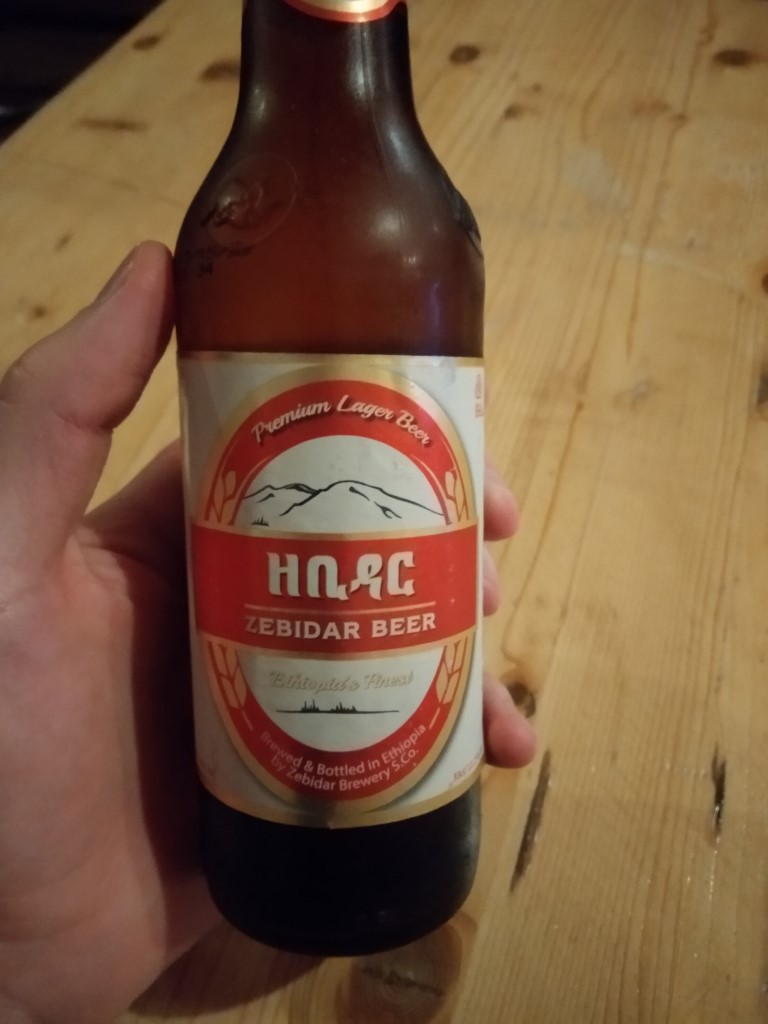 Premium Lager Beer
ዘቢዳር
ZEBIDAR BEER
Ethiopia's Finest
Brewed & Bottled in Ethiopia
by Zebidar Brewery S.Co.